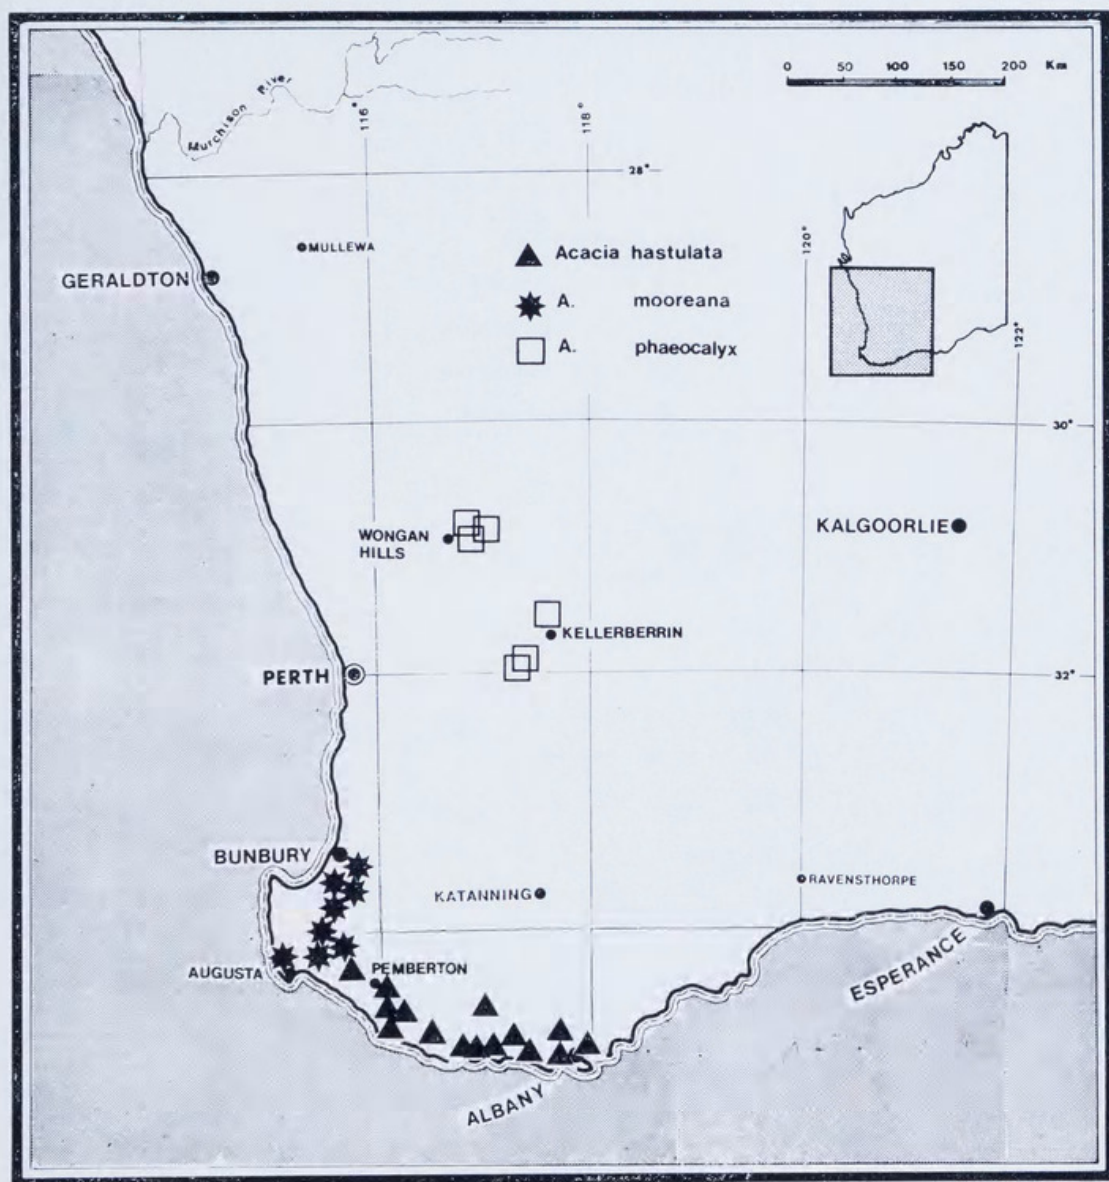 0 50 100 150 200 Km
Murchison River
116°
118°
28°
120°
122°
MULLEWA
GERALDTON
Acacia hastulata
A. mooreana
A. phaeocalyx
30°
WONGAN
HILLS
KALGOORLIE
KELLERBERRIN
PERTH
32°
BUNBURY
KATANNING
RAVENSTHORPE
AUGUSTA
PEMBERTON
ESPERANCE
ALBANY